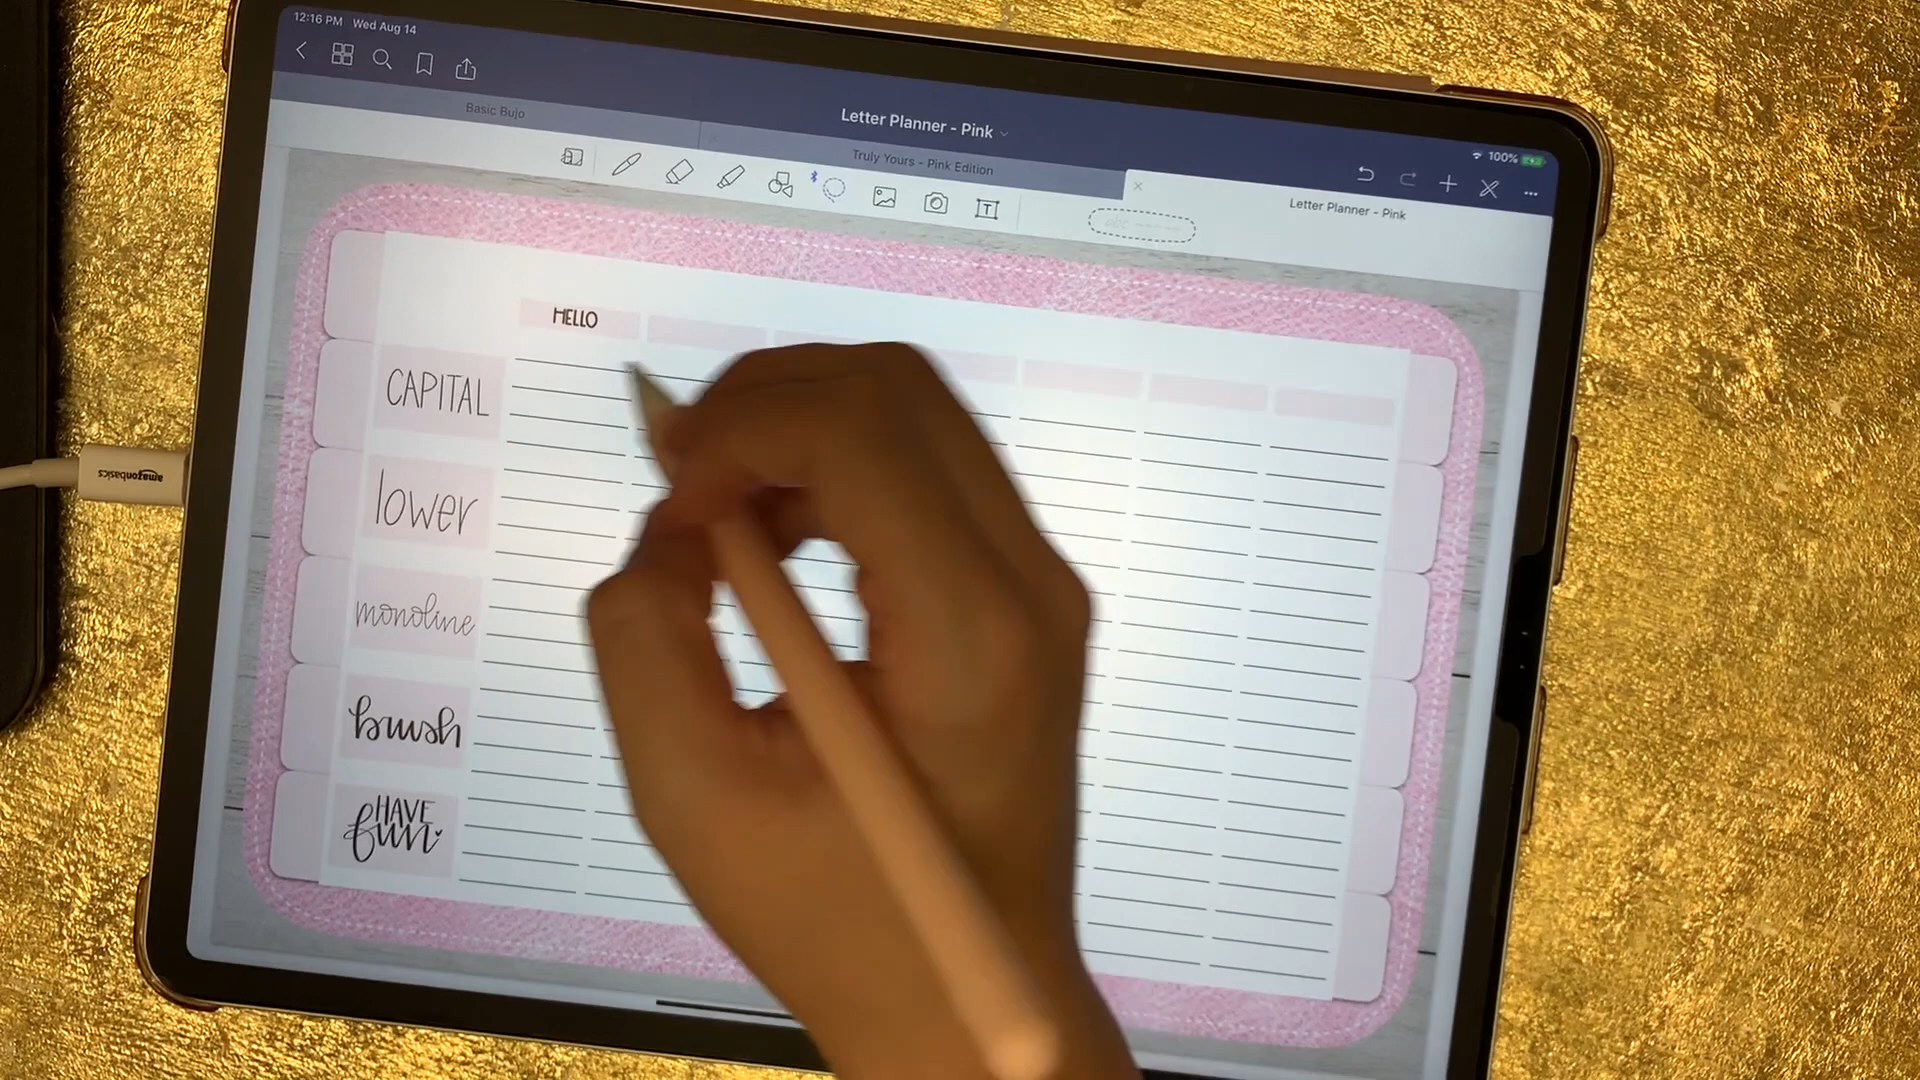 12:16 PM Wed Aug 14
100%
Letter Planner - Pink
Basic Bujo
Truly Yours - Pink Edition
Letter Planner - Pink
T
HELLO
CAPITAL
lower
monoline
brush
HAVE
fun
amazonbasics